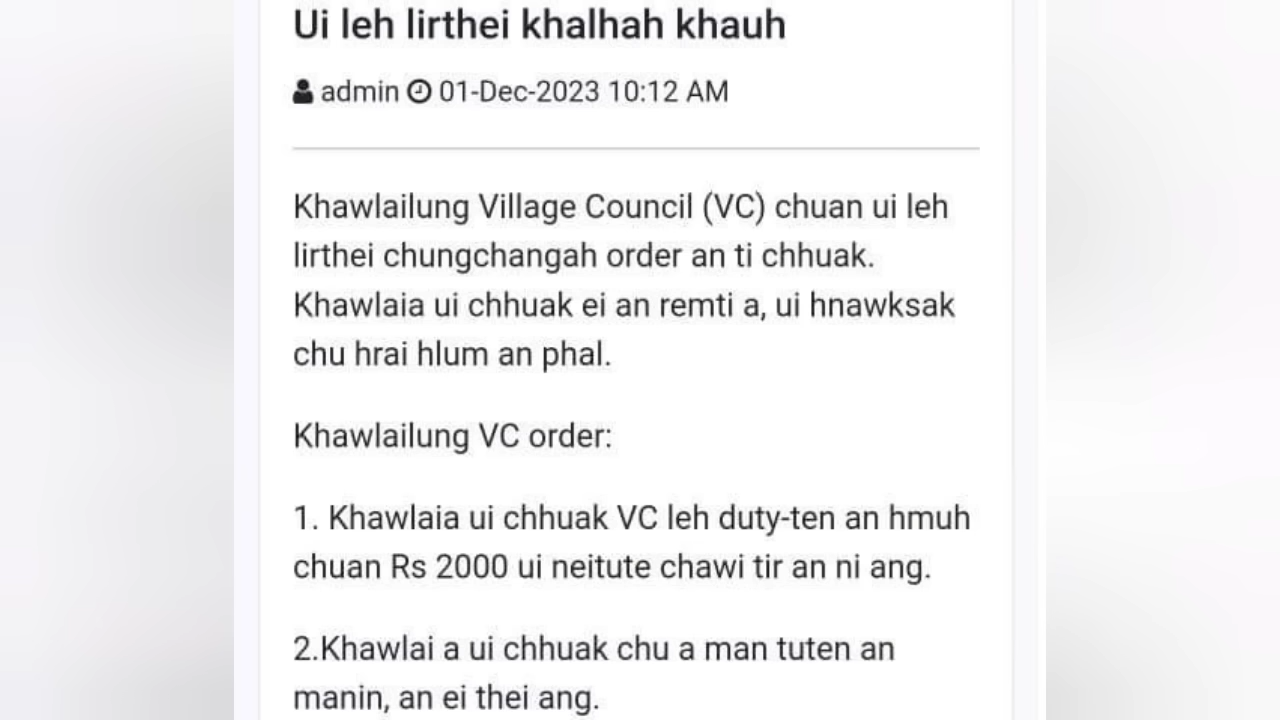 Ui leh lirthei khalhah khauh
admin 01-Dec-2023 10:12 AM
Khawlailung Village Council (VC) chuan ui leh
lirthei chungchangah order an ti chhuak.
Khawlaia ui chhuak ei an remti a, ui hnawksak
chu hrai hlum an phal.
Khawlailung VC order:
1. Khawlaia ui chhuak VC leh duty-ten an hmuh
chuan Rs 2000 ui neitute chawi tir an ni ang.
2.Khawlai a ui chhuak chu a man tuten an
manin, an ei thei ang.